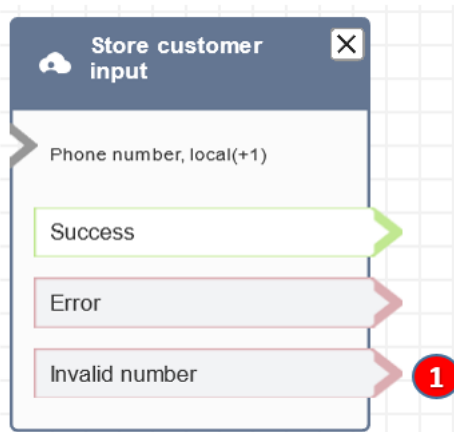 Store customer
input
Phone number, local(+1)
Success
Error
Invalid number
1